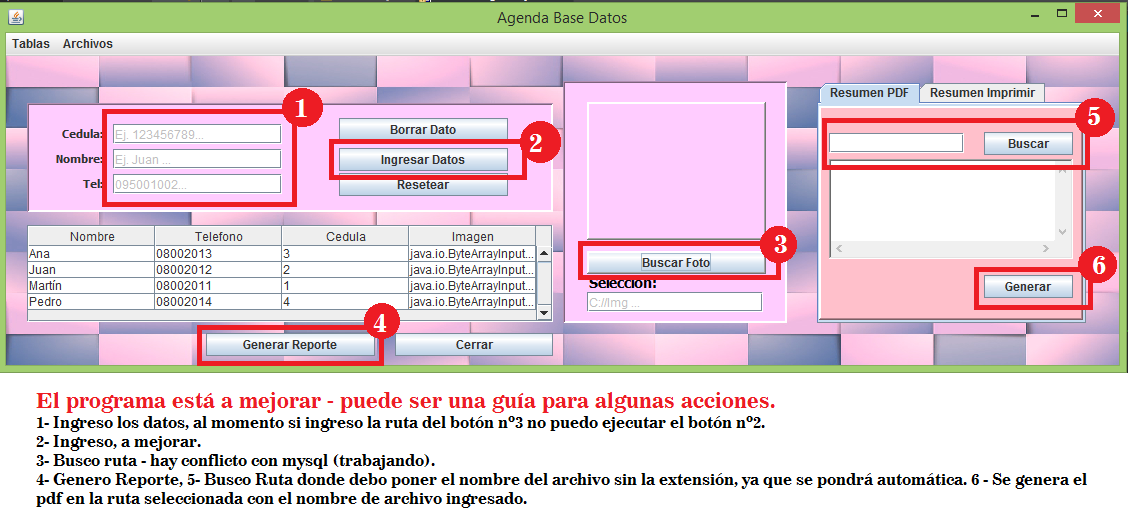 Agenda Base Datos
Tablas Archivos
Resumen PDF Resumen Imprimir
1
Cedula: Ej. 123456789...
Nombre: Ej. Juan ...
Tel: 095001002...
Borrar Dato
2
Ingresar Datos
Resetear
Nombre Telefono Cedula Imagen
Ana 08002013 3 java.io.ByteArrayInput...
Juan 08002012 2 java.io.ByteArrayInput...
Martín 08002011 1 java.io.ByteArrayInput...
Pedro 08002014 4 java.io.ByteArrayInput...
4
Generar Reporte Cerrar
3
Buscar Foto
Selección:
C://Img ...
5
Buscar
6
Generar
El programa está a mejorar - puede ser una guía para algunas acciones.
1- Ingreso los datos, al momento si ingreso la ruta del botón nº3 no puedo ejecutar el botón nº2.
2- Ingreso, a mejorar.
3- Busco ruta - hay conflicto con mysql (trabajando).
4- Genero Reporte, 5- Busco Ruta donde debo poner el nombre del archivo sin la extensión, ya que se pondrá automática. 6 - Se genera el
pdf en la ruta seleccionada con el nombre de archivo ingresado.